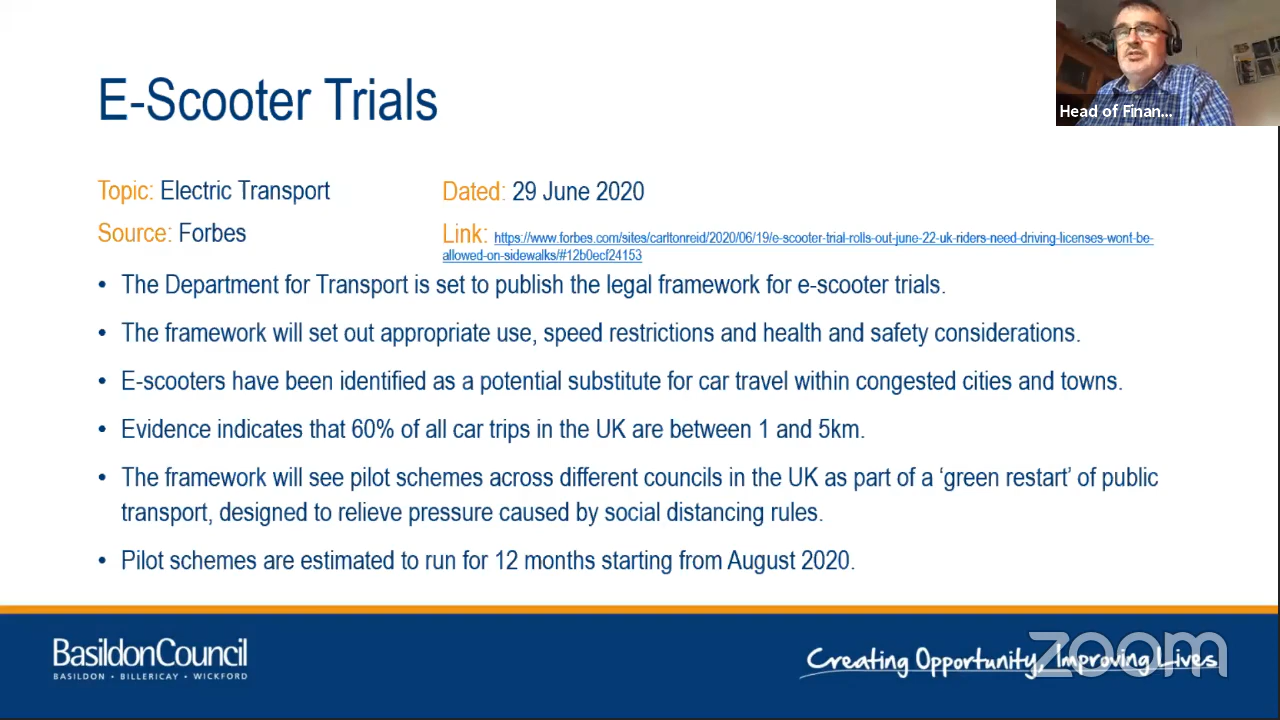 E-Scooter Trials
Head of Finan...
Topic: Electric Transport
Dated: 29 June 2020
Source: Forbes
Link: https://www.forbes.com/sites/carltonreid/2020/06/19/e-scooter-trial-rolls-out-june-22-uk-riders-need-driving-licenses-wont-be-
allowed-on-sidewalks/#12b0ecf24153
• The Department for Transport is set to publish the legal framework for e-scooter trials.
• The framework will set out appropriate use, speed restrictions and health and safety considerations.
• E-scooters have been identified as a potential substitute for car travel within congested cities and towns.
• Evidence indicates that 60% of all car trips in the UK are between 1 and 5km.
• The framework will see pilot schemes across different councils in the UK as part of a ‘green restart’ of public
transport, designed to relieve pressure caused by social distancing rules.
• Pilot schemes are estimated to run for 12 months starting from August 2020.
BasildonCouncil
BASILDON • BILLERICAY • WICKFORD
Creating Opportunity, Improving Lives
zoom